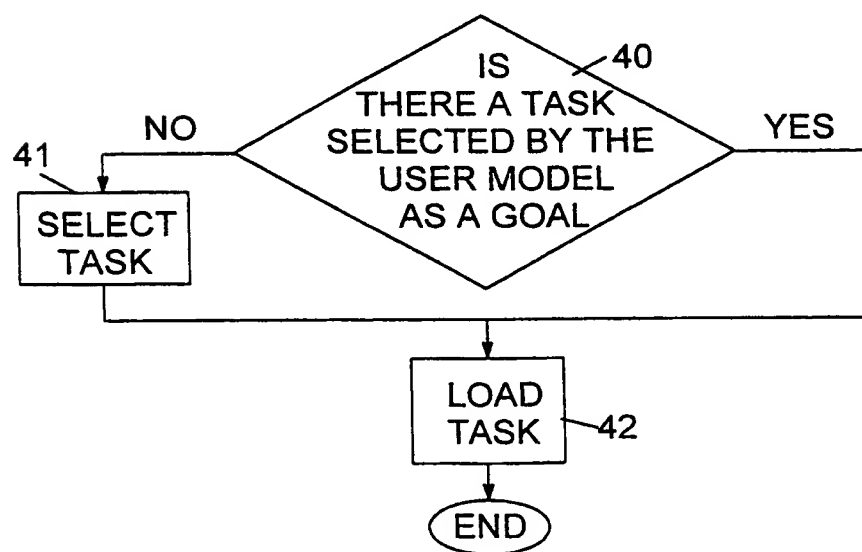 40
IS
THERE A TASK
SELECTED BY THE
USER MODEL
AS A GOAL
NO
YES
41
SELECT
TASK
LOAD
TASK
42
END